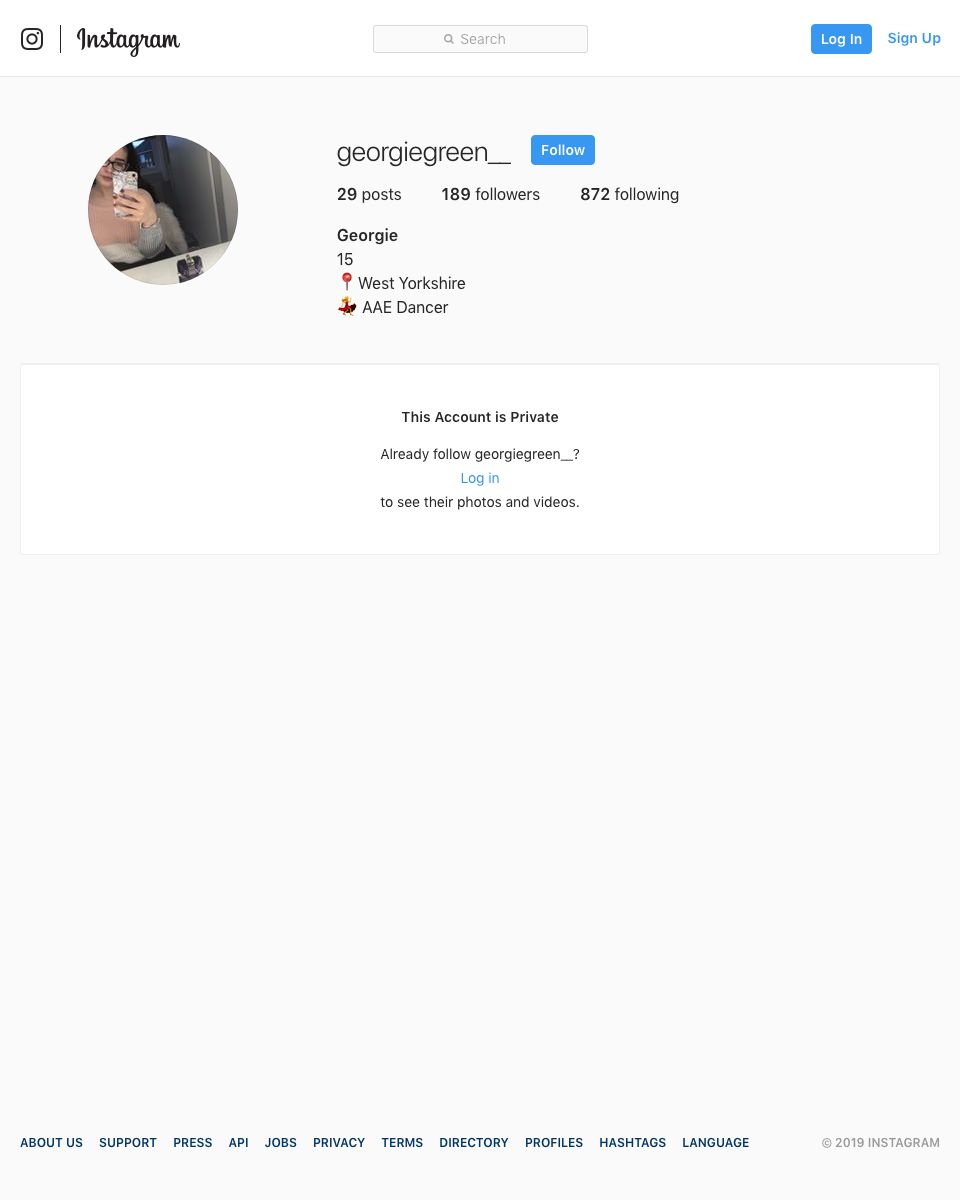 Instagram
Search
Log In
Sign Up
georgiegreen__
Follow
29 posts
189 followers
872 following
Georgie
15
📍West Yorkshire
💃 AAE Dancer
This Account is Private
Already follow georgiegreen__?
Log in
to see their photos and videos.
ABOUT US SUPPORT PRESS API JOBS PRIVACY TERMS DIRECTORY PROFILES HASHTAGS LANGUAGE
© 2019 INSTAGRAM